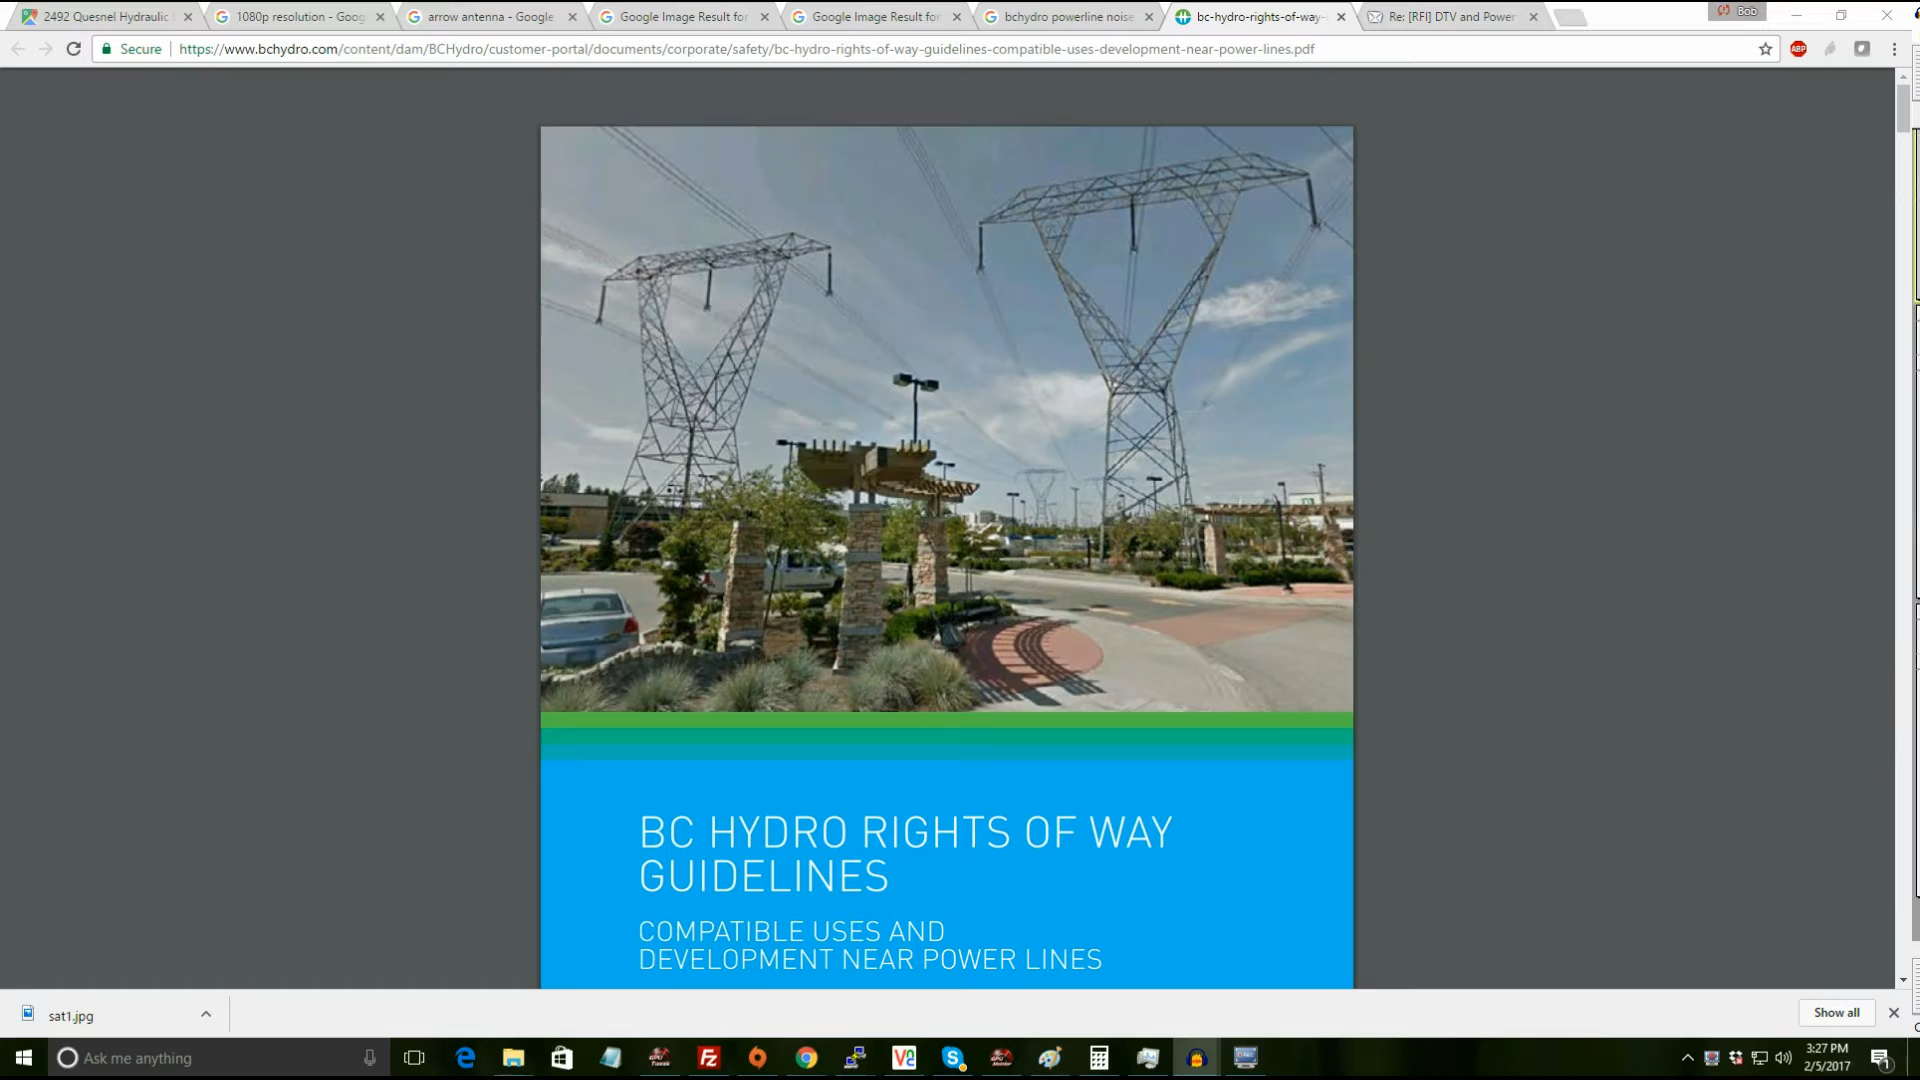 2492 Quesnel Hydraulic
1080p resolution - Goog
arrow antenna - Google
Google Image Result for
Google Image Result for
bchydro powerline noise
bc-hydro-rights-of-way-
Re: [RFI] DTV and Power
Bob
Secure
https://www.bchydro.com/content/dam/BCHydro/customer-portal/documents/corporate/safety/bc-hydro-rights-of-way-guidelines-compatible-uses-development-near-power-lines.pdf
ABP
BC HYDRO RIGHTS OF WAY
GUIDELINES
COMPATIBLE USES AND
DEVELOPMENT NEAR POWER LINES
sat1.jpg
Show all
Ask me anything
3:27 PM
2/5/2017